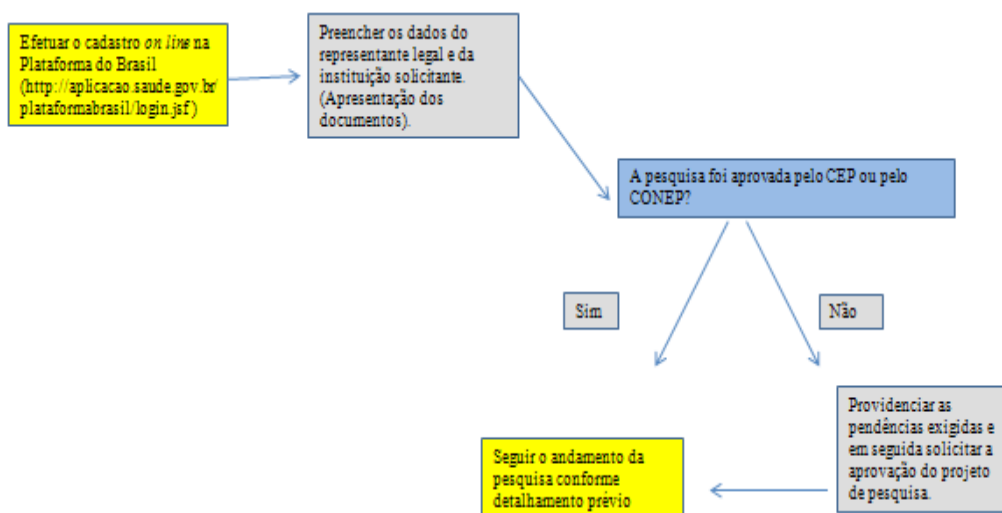 Efetuar o cadastro on line na
Plataforma do Brasil
(http://aplicacao.saude.gov.br/
plataformabrasil/login.jsf)
Preencher os dados do
representante legal e da
instituição solicitante.
(Apresentação dos
documentos).
A pesquisa foi aprovada pelo CEP ou pelo
CONEP?
Sim
Não
Providenciar as
pendências exigidas e
em seguida solicitar a
aprovação do projeto
de pesquisa.
Seguir o andamento da
pesquisa conforme
detalhamento prévio